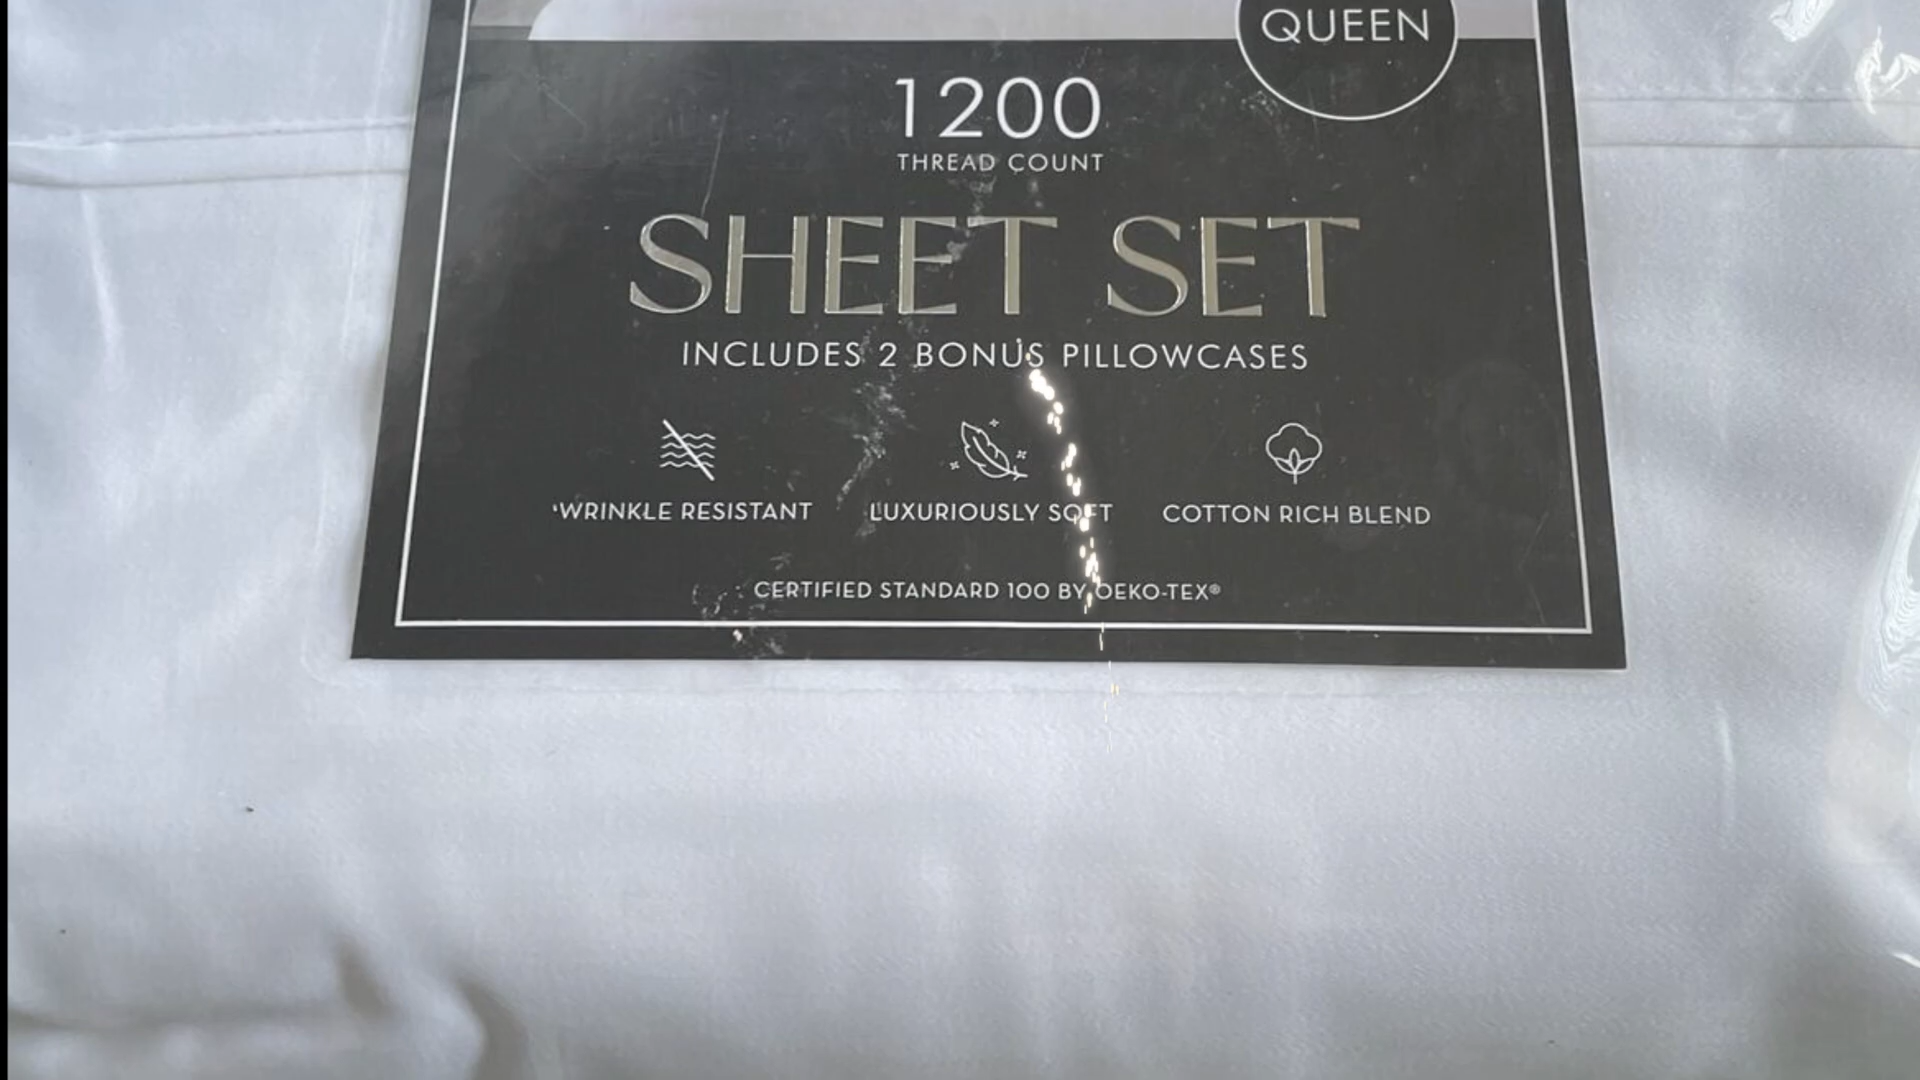 QUEEN
1200
THREAD COUNT
SHEET SET
INCLUDES 2 BONUS PILLOWCASES
'WRINKLE RESISTANT
LUXURIOUSLY SOFT
COTTON RICH BLEND
CERTIFIED STANDARD 100 BY OEKO-TEX®